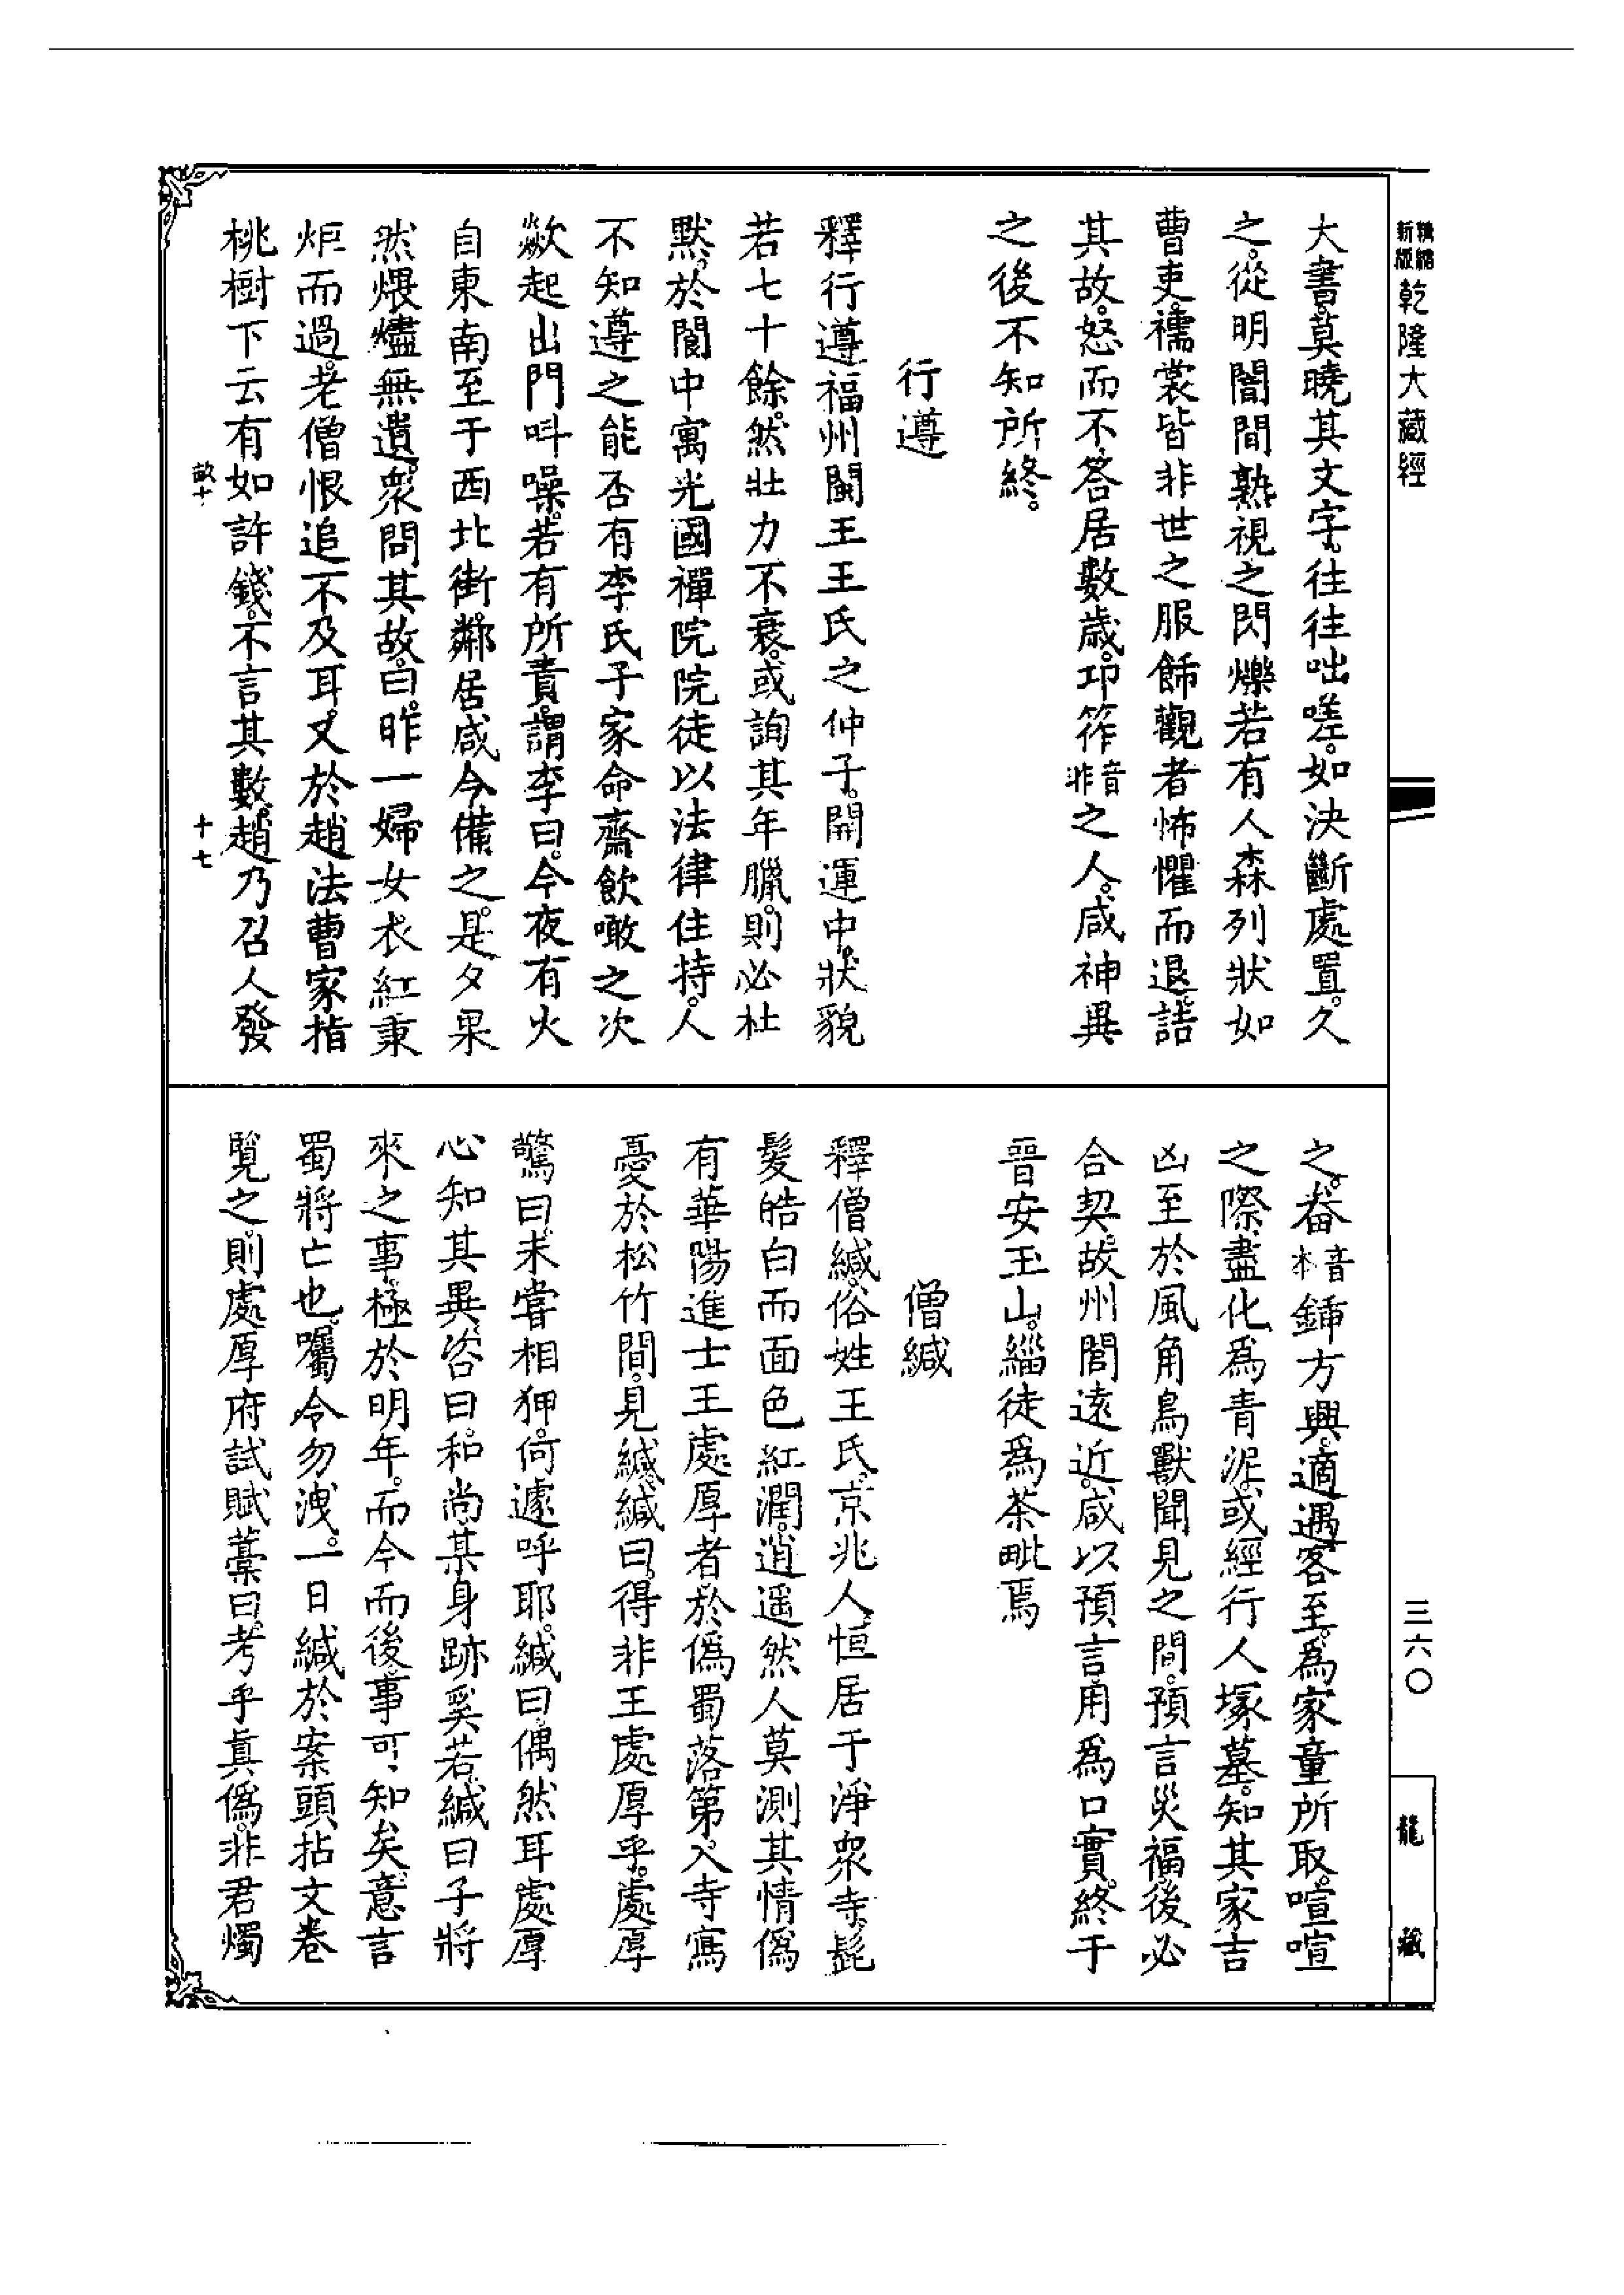 精縮新版乾隆大藏經
三六〇
龍藏
大書。莫曉其文字。往往咄嗟。如決斷處置。久
之。從明闇間熟視之閃爍若有人森列狀如
曹吏。襦裳皆非世之服飾觀者怖懼而退。詰
其故。怒而不答。居數歲。邛筰音非之人。咸神異
之後不知所終。
行遵
釋行遵福州閩王王氏之仲子。開運中。狀貌
若七十餘。然壯力不衰。或詢其年臘。則必杜
默。於閬中寓光國禪院院徒以法律住持。人
不知遵之能否有李氏子家命齋飲噉之次
歘起出門叫噪。若有所責。謂李曰。今夜有火
自東南至于西北街。鄰居咸令備之。是夕果
然煨燼無遺。衆問其故。曰。昨一婦女衣紅秉
炬而過。老僧恨追不及耳。又於趙法曹家指
桃樹下云有如許錢。不言其數。趙乃召人發
畝十
十七
之。畚音本鍤方興。適遇客至。爲家童所取。喧喧
之際。盡化爲青泥。或經行人塚墓。知其家吉
凶至於風角鳥獸聞見之間。預言災福。後必
合契。故州閭遠近。咸以預言用爲口實。終于
晉安玉山。緇徒爲茶毗焉
僧緘
釋僧緘。俗姓王氏。京兆人。恒居于淨衆寺。髭
髮皓白而面色紅潤。逍遥然人莫測其情僞
有華陽進士王處厚者。於僞蜀落第。入寺寫
憂於松竹間。見緘。緘曰。得非王處厚乎。處厚
驚曰。未嘗相狎。何遽呼耶。緘曰。偶然耳處厚
心知其異。咨曰。和尚某身跡奚若。緘曰子將
來之事。極於明年。而今而後。事可知矣。意言
蜀將亡也。囑令勿洩。一日緘於案頭拈文卷
覽之。則處厚府試賦藁曰。考乎眞僞。非君燭